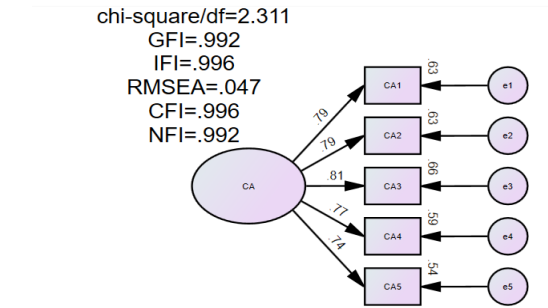 chi-square/df=2.311
GFI=.992
IFI=.996
RMSEA=.047
CFI=.996
NFI=.992
CA
.79
.79
.81
.77
.74
CA1
.63
e1
CA2
.63
e2
CA3
.66
e3
CA4
.59
e4
CA5
.54
e5